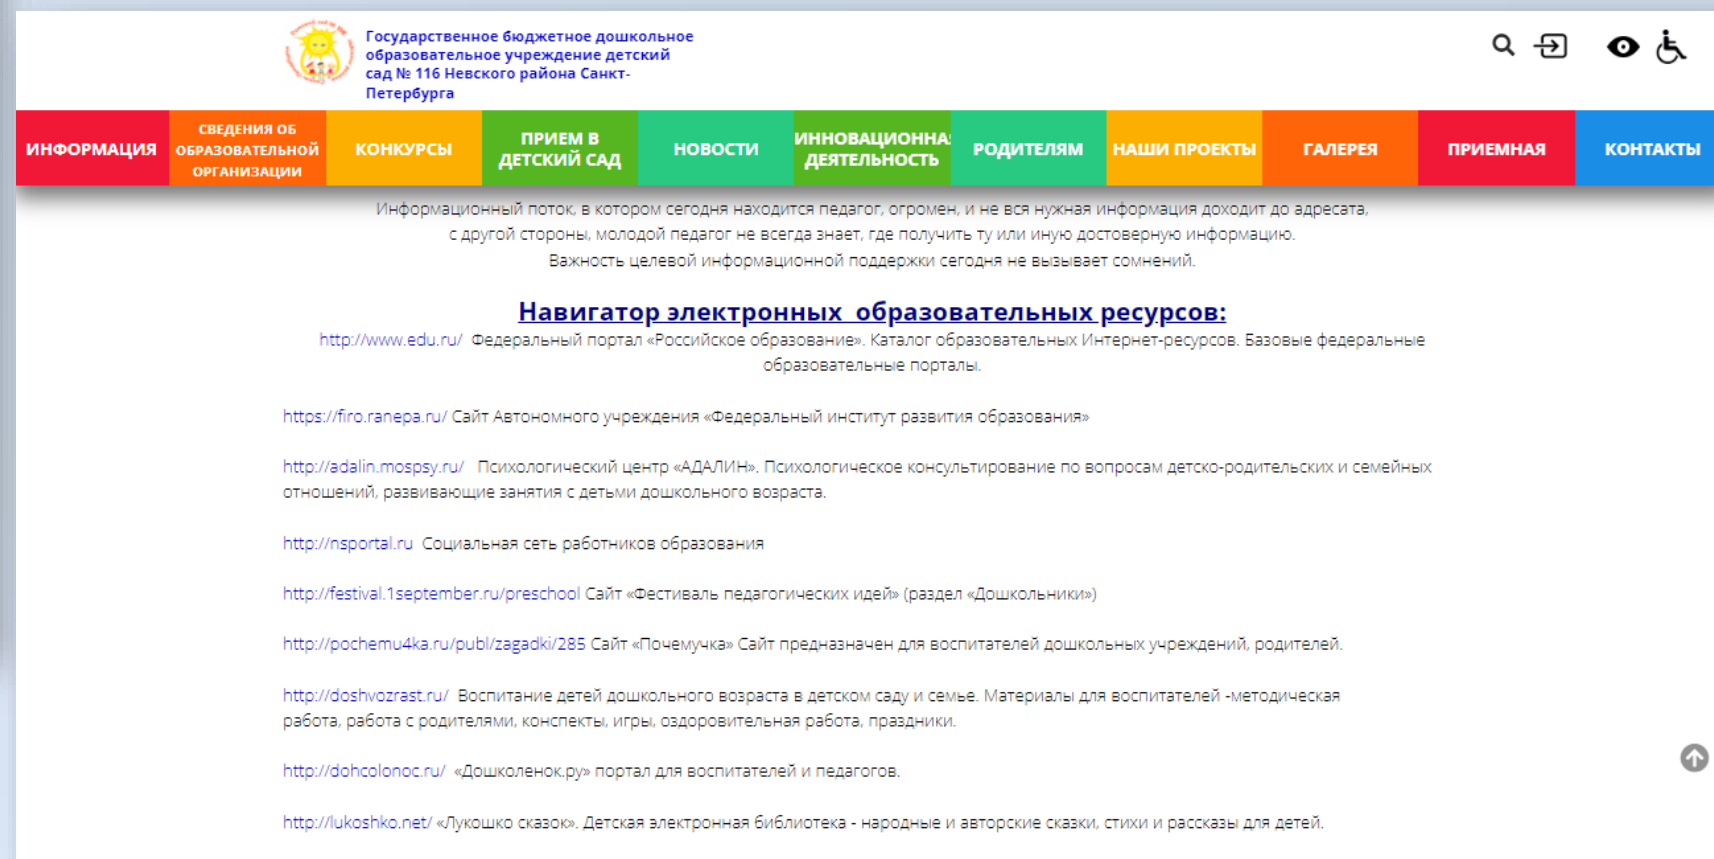 Государственное бюджетное дошкольное
образовательное учреждение детский
сад № 116 Невского района Санкт-
Петербурга
ИНФОРМАЦИЯ
СВЕДЕНИЯ ОБ
ОБРАЗОВАТЕЛЬНОЙ
ОРГАНИЗАЦИИ
КОНКУРСЫ
ПРИЕМ В
ДЕТСКИЙ САД
НОВОСТИ
ИННОВАЦИОННА
ДЕЯТЕЛЬНОСТЬ
РОДИТЕЛЯМ
НАШИ ПРОЕКТЫ
ГАЛЕРЕЯ
ПРИЕМНАЯ
КОНТАКТЫ
Информационный поток, в котором сегодня находится педагог, огромен, и не вся нужная информация доходит до адресата,
с другой стороны, молодой педагог не всегда знает, где получить ту или иную достоверную информацию.
Важность целевой информационной поддержки сегодня не вызывает сомнений.
Навигатор электронных  образовательных ресурсов:
http://www.edu.ru/  Федеральный портал «Российское образование». Каталог образовательных Интернет-ресурсов. Базовые федеральные
образовательные порталы.
https://firo.ranepa.ru/ Сайт Автономного учреждения «Федеральный институт развития образования»
http://adalin.mospsy.ru/   Психологический центр «АДАЛИН». Психологическое консультирование по вопросам детско-родительских и семейных
отношений, развивающие занятия с детьми дошкольного возраста.
http://nsportal.ru  Социальная сеть работников образования
http://festival.1september.ru/preschool Сайт «Фестиваль педагогических идей» (раздел «Дошкольники»)
http://pochemu4ka.ru/publ/zagadki/285 Сайт «Почемучка» Сайт предназначен для воспитателей дошкольных учреждений, родителей.
http://doshvozrast.ru/  Воспитание детей дошкольного возраста в детском саду и семье. Материалы для воспитателей -методическая
работа, работа с родителями, конспекты, игры, оздоровительная работа, праздники.
http://dohcolonoc.ru/  «Дошколенок.ру» портал для воспитателей и педагогов.
http://lukoshko.net/ «Лукошко сказок». Детская электронная библиотека - народные и авторские сказки, стихи и рассказы для детей.